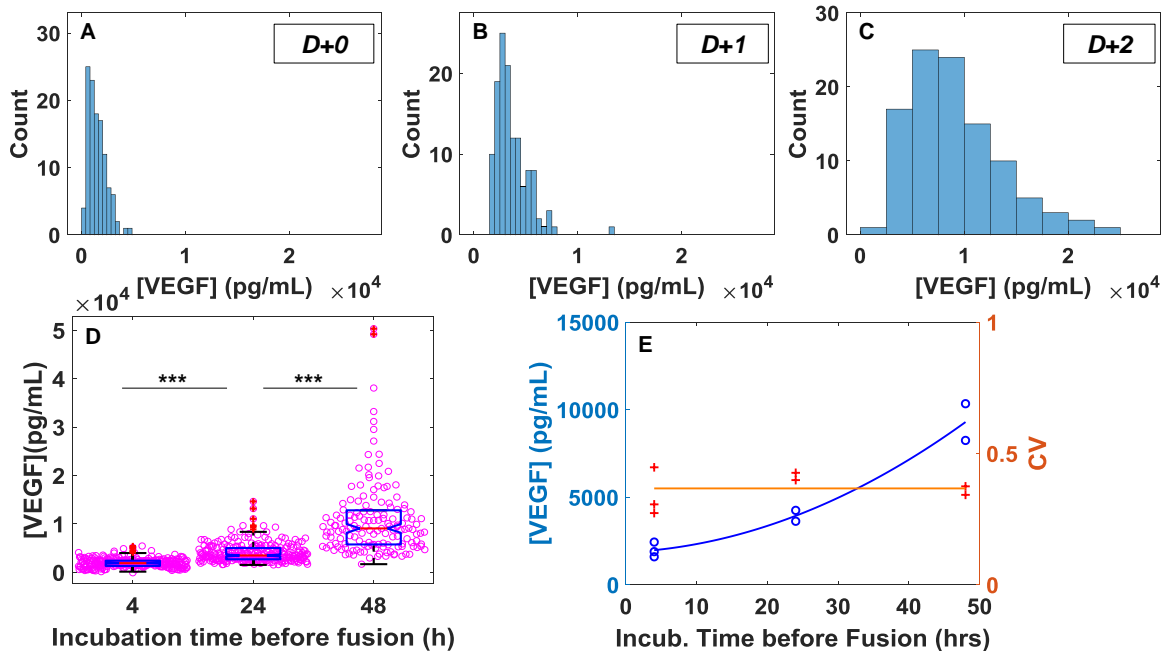 A
D+0
30
20
10
0
Count
0 1 2
[VEGF] (pg/mL) ×10^4
B
D+1
20
10
0
Count
0 1 2
[VEGF] (pg/mL) ×10^4
C
D+2
30
20
10
0
Count
0 1 2
[VEGF] (pg/mL) ×10^4
×10^4
D
5
4
3
2
1
0
[VEGF](pg/mL)
*** ***
4 24 48
Incubation time before fusion (h)
E
15000
10000
5000
0
[VEGF] (pg/mL)
1
0.5
0
CV
0 10 20 30 40 50
Incub. Time before Fusion (hrs)